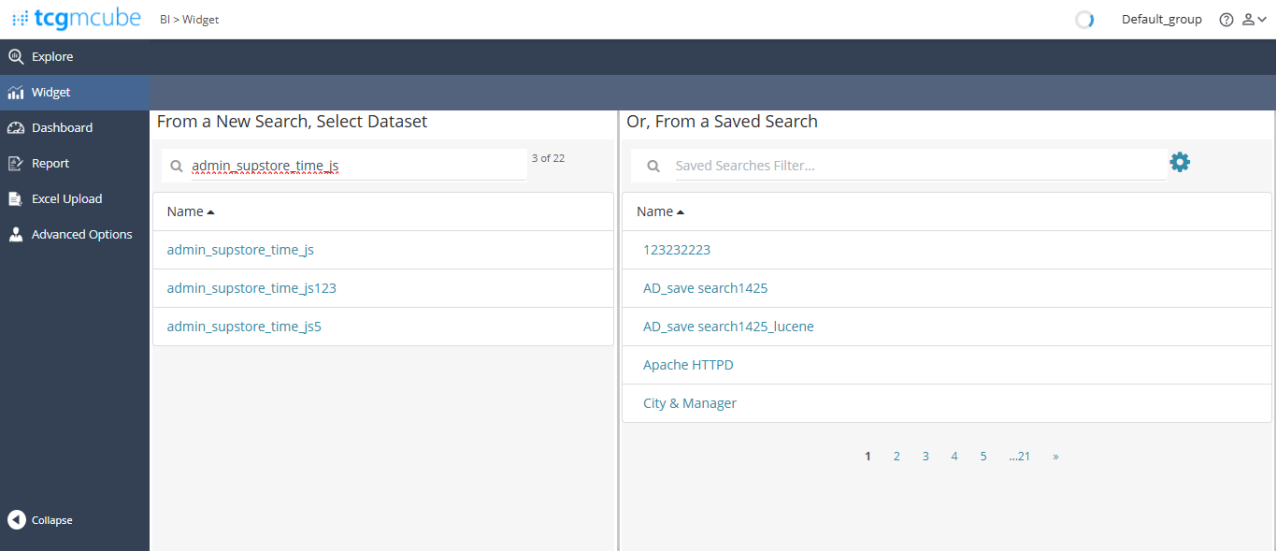 tcgmcube
BI > Widget
Default_group
Explore
Widget
Dashboard
Report
Excel Upload
Advanced Options
Collapse
From a New Search, Select Dataset
admin_supstore_time_js
3 of 22
Name
admin_supstore_time_js
admin_supstore_time_js123
admin_supstore_time_js5
Or, From a Saved Search
Saved Searches Filter...
Name
123232223
AD_save search1425
AD_save search1425_lucene
Apache HTTPD
City & Manager
1 2 3 4 5 ...21 »